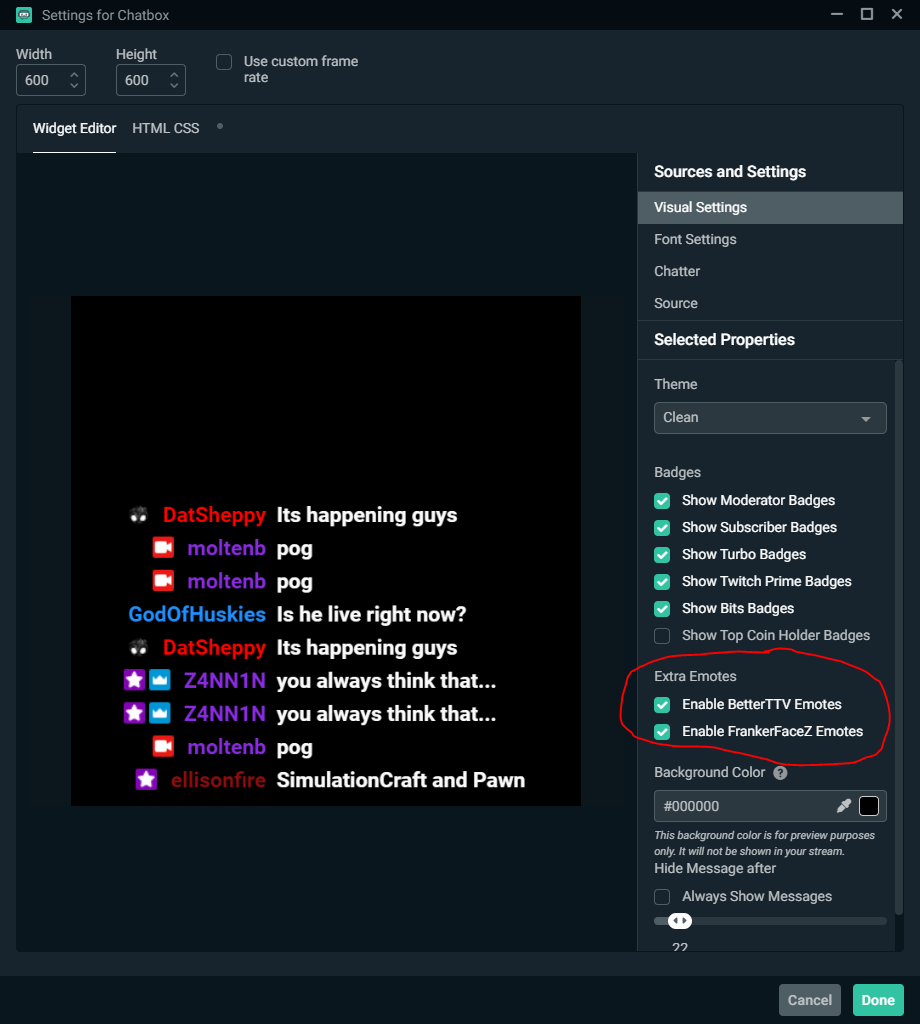 Settings for Chatbox
Width
Height
600
600
Use custom frame
rate
Widget Editor
HTML CSS
Sources and Settings
Visual Settings
Font Settings
Chatter
Source
Selected Properties
Theme
Clean
Badges
Show Moderator Badges
Show Subscriber Badges
Show Turbo Badges
Show Twitch Prime Badges
Show Bits Badges
Show Top Coin Holder Badges
Extra Emotes
Enable BetterTTV Emotes
Enable FrankerFaceZ Emotes
Background Color ?
#000000
This background color is for preview purposes
only. It will not be shown in your stream.
Hide Message after
Always Show Messages
22
DatSheppy Its happening guys
moltenb pog
moltenb pog
GodOfHuskies Is he live right now?
DatSheppy Its happening guys
Z4NN1N you always think that...
Z4NN1N you always think that...
moltenb pog
ellisonfire SimulationCraft and Pawn
Cancel
Done